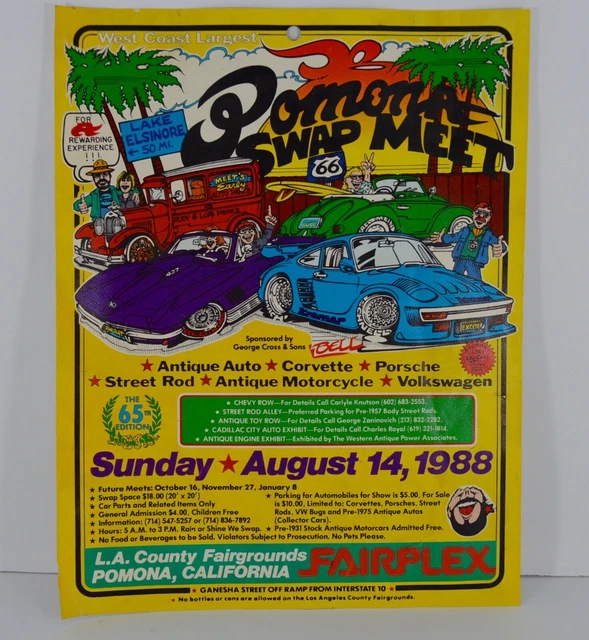 West Coast Largest
Pomona
SWAP MEET
FOR
A
REWARDING
EXPERIENCE
!!!
LAKE
ELSINORE
← 50 MI.
66
MEET'S
Early
427
Sponsored by
George Cross & Sons
BELL
★ Antique Auto ★ Corvette ★ Porsche
★ Street Rod ★ Antique Motorcycle ★ Volkswagen
THE
65th
EDITION
★ CHEVY ROW—For Details Call Carlyle Knutson (602) 683-2553.
★ STREET ROD ALLEY—Preferred Parking for Pre-1957 Body Street Rods.
★ ANTIQUE TOY ROW—For Details Call George Zaninovich (213) 832-2292.
★ CADILLAC CITY AUTO EXHIBIT—For Details Call Charles Royal (619) 321-1814.
★ ANTIQUE ENGINE EXHIBIT—Exhibited by The Western Antique Power Associates.
Sunday ★ August 14, 1988
★ Future Meets: October 16, November 27, January 8
★ Swap Space $18.00 (20' x 20')
★ Car Parts and Related Items Only
★ General Admission $4.00, Children Free
★ Information: (714) 547-5257 or (714) 836-7892
★ Hours: 5 A.M. to 3 P.M. Rain or Shine We Swap.
★ No Food or Beverages to be Sold. Violators Subject to Prosecution. No Pets Please.
★ Parking for Automobiles for Show is $5.00, For Sale
is $10.00, Limited to: Corvettes, Porsches, Street
Rods, VW Bugs and Pre-1975 Antique Autos
(Collector Cars).
★ Pre-1931 Stock Antique Motorcars Admitted Free.
L.A. County Fairgrounds
POMONA, CALIFORNIA
FAIRPLEX
★ GANESHA STREET OFF RAMP FROM INTERSTATE 10 ★
★ No bottles or cans are allowed on the Los Angeles County Fairgrounds.